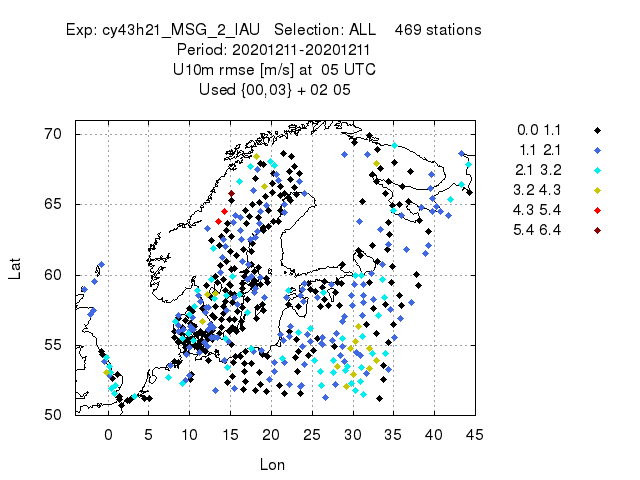 Exp: cy43h21_MSG_2_IAU   Selection: ALL    469 stations
Period: 20201211-20201211
U10m rmse [m/s] at  05 UTC
Used {00,03} + 02 05
70
65
60
55
50
Lat
0 5 10 15 20 25 30 35 40 45
Lon
0.0 1.1
1.1 2.1
2.1 3.2
3.2 4.3
4.3 5.4
5.4 6.4